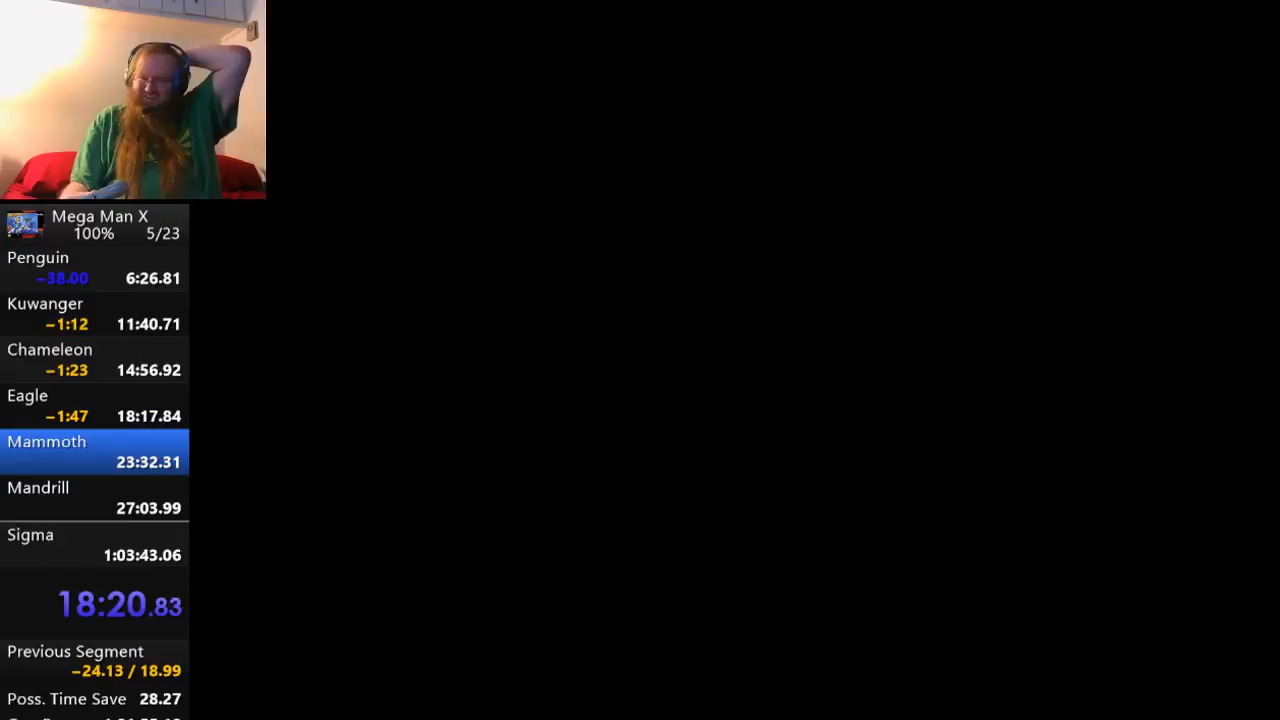 Mega Man X
100% 5/23
Penguin
-38.00 6:26.81
Kuwanger
-1:12 11:40.71
Chameleon
-1:23 14:56.92
Eagle
-1:47 18:17.84
Mammoth
23:32.31
Mandrill
27:03.99
Sigma
1:03:43.06
18:20.83
Previous Segment
-24.13 / 18.99
Poss. Time Save 28.27